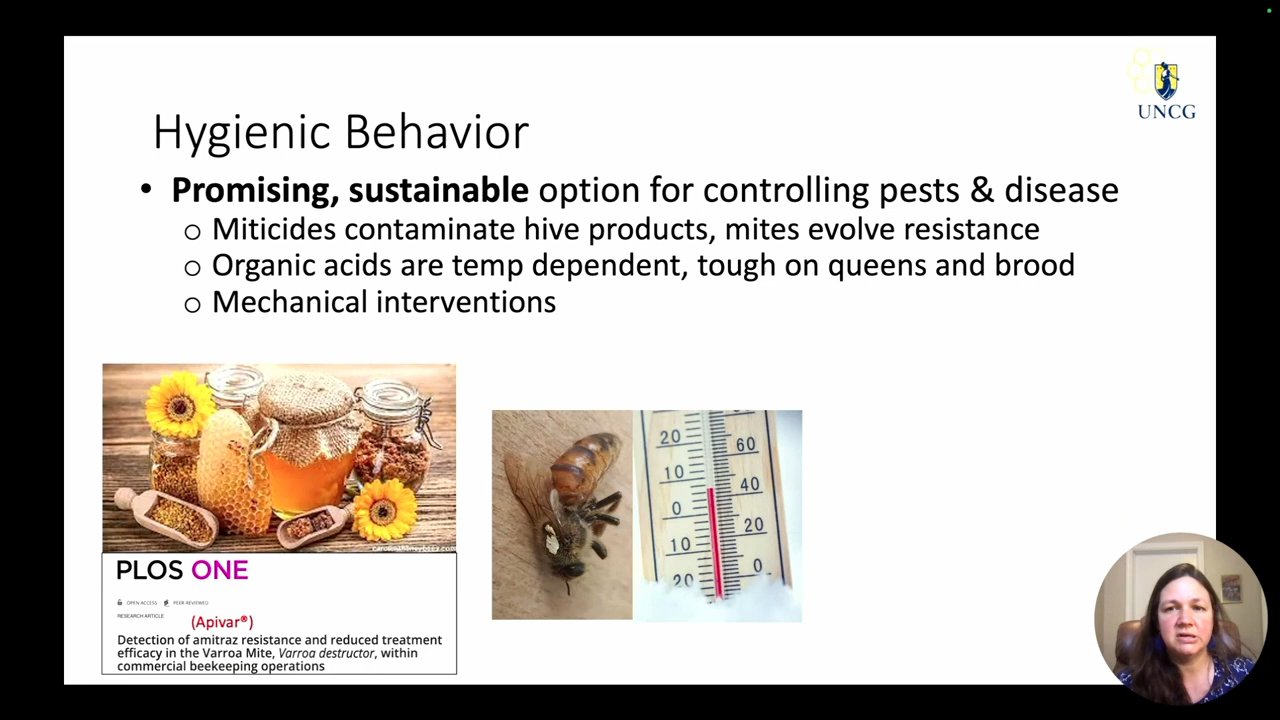 UNCG
Hygienic Behavior
• Promising, sustainable option for controlling pests & disease
o Miticides contaminate hive products, mites evolve resistance
o Organic acids are temp dependent, tough on queens and brood
o Mechanical interventions
20
60
10
40
0
20
10
0
20
PLOS ONE
OPEN ACCESS PEER-REVIEWED
RESEARCH ARTICLE
(Apivar®)
Detection of amitraz resistance and reduced treatment
efficacy in the Varroa Mite, Varroa destructor, within
commercial beekeeping operations